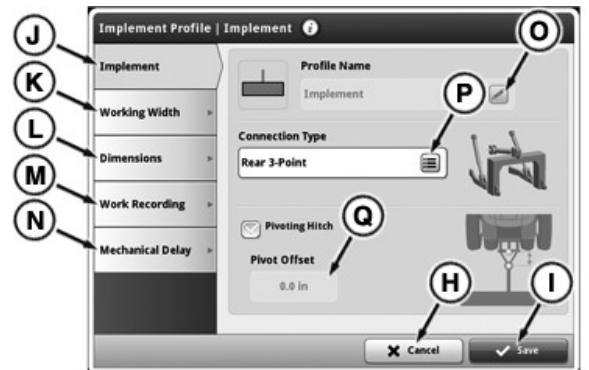 Implement Profile | Implement i
J
Implement
Profile Name
O
K
Implement
Working Width
P
L
Connection Type
Dimensions
Rear 3-Point
M
Work Recording
Q
N
Pivoting Hitch
Mechanical Delay
Pivot Offset
0.0 in
H
I
Cancel
Save